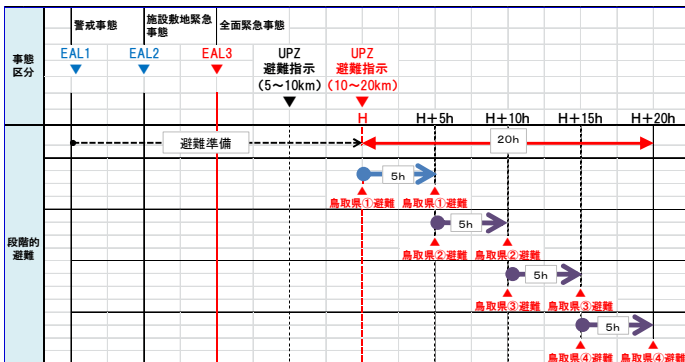 警戒事態
施設敷地緊急
事態
全面緊急事態
事態
区分
EAL1
EAL2
EAL3
UPZ
避難指示
(5～10km)
UPZ
避難指示
(10～20km)
H
H+5h
H+10h
H+15h
H+20h
段階的
避難
避難準備
20h
5h
鳥取県①避難
鳥取県①避難
5h
鳥取県②避難
鳥取県②避難
5h
鳥取県③避難
鳥取県③避難
5h
鳥取県④避難
鳥取県④避難